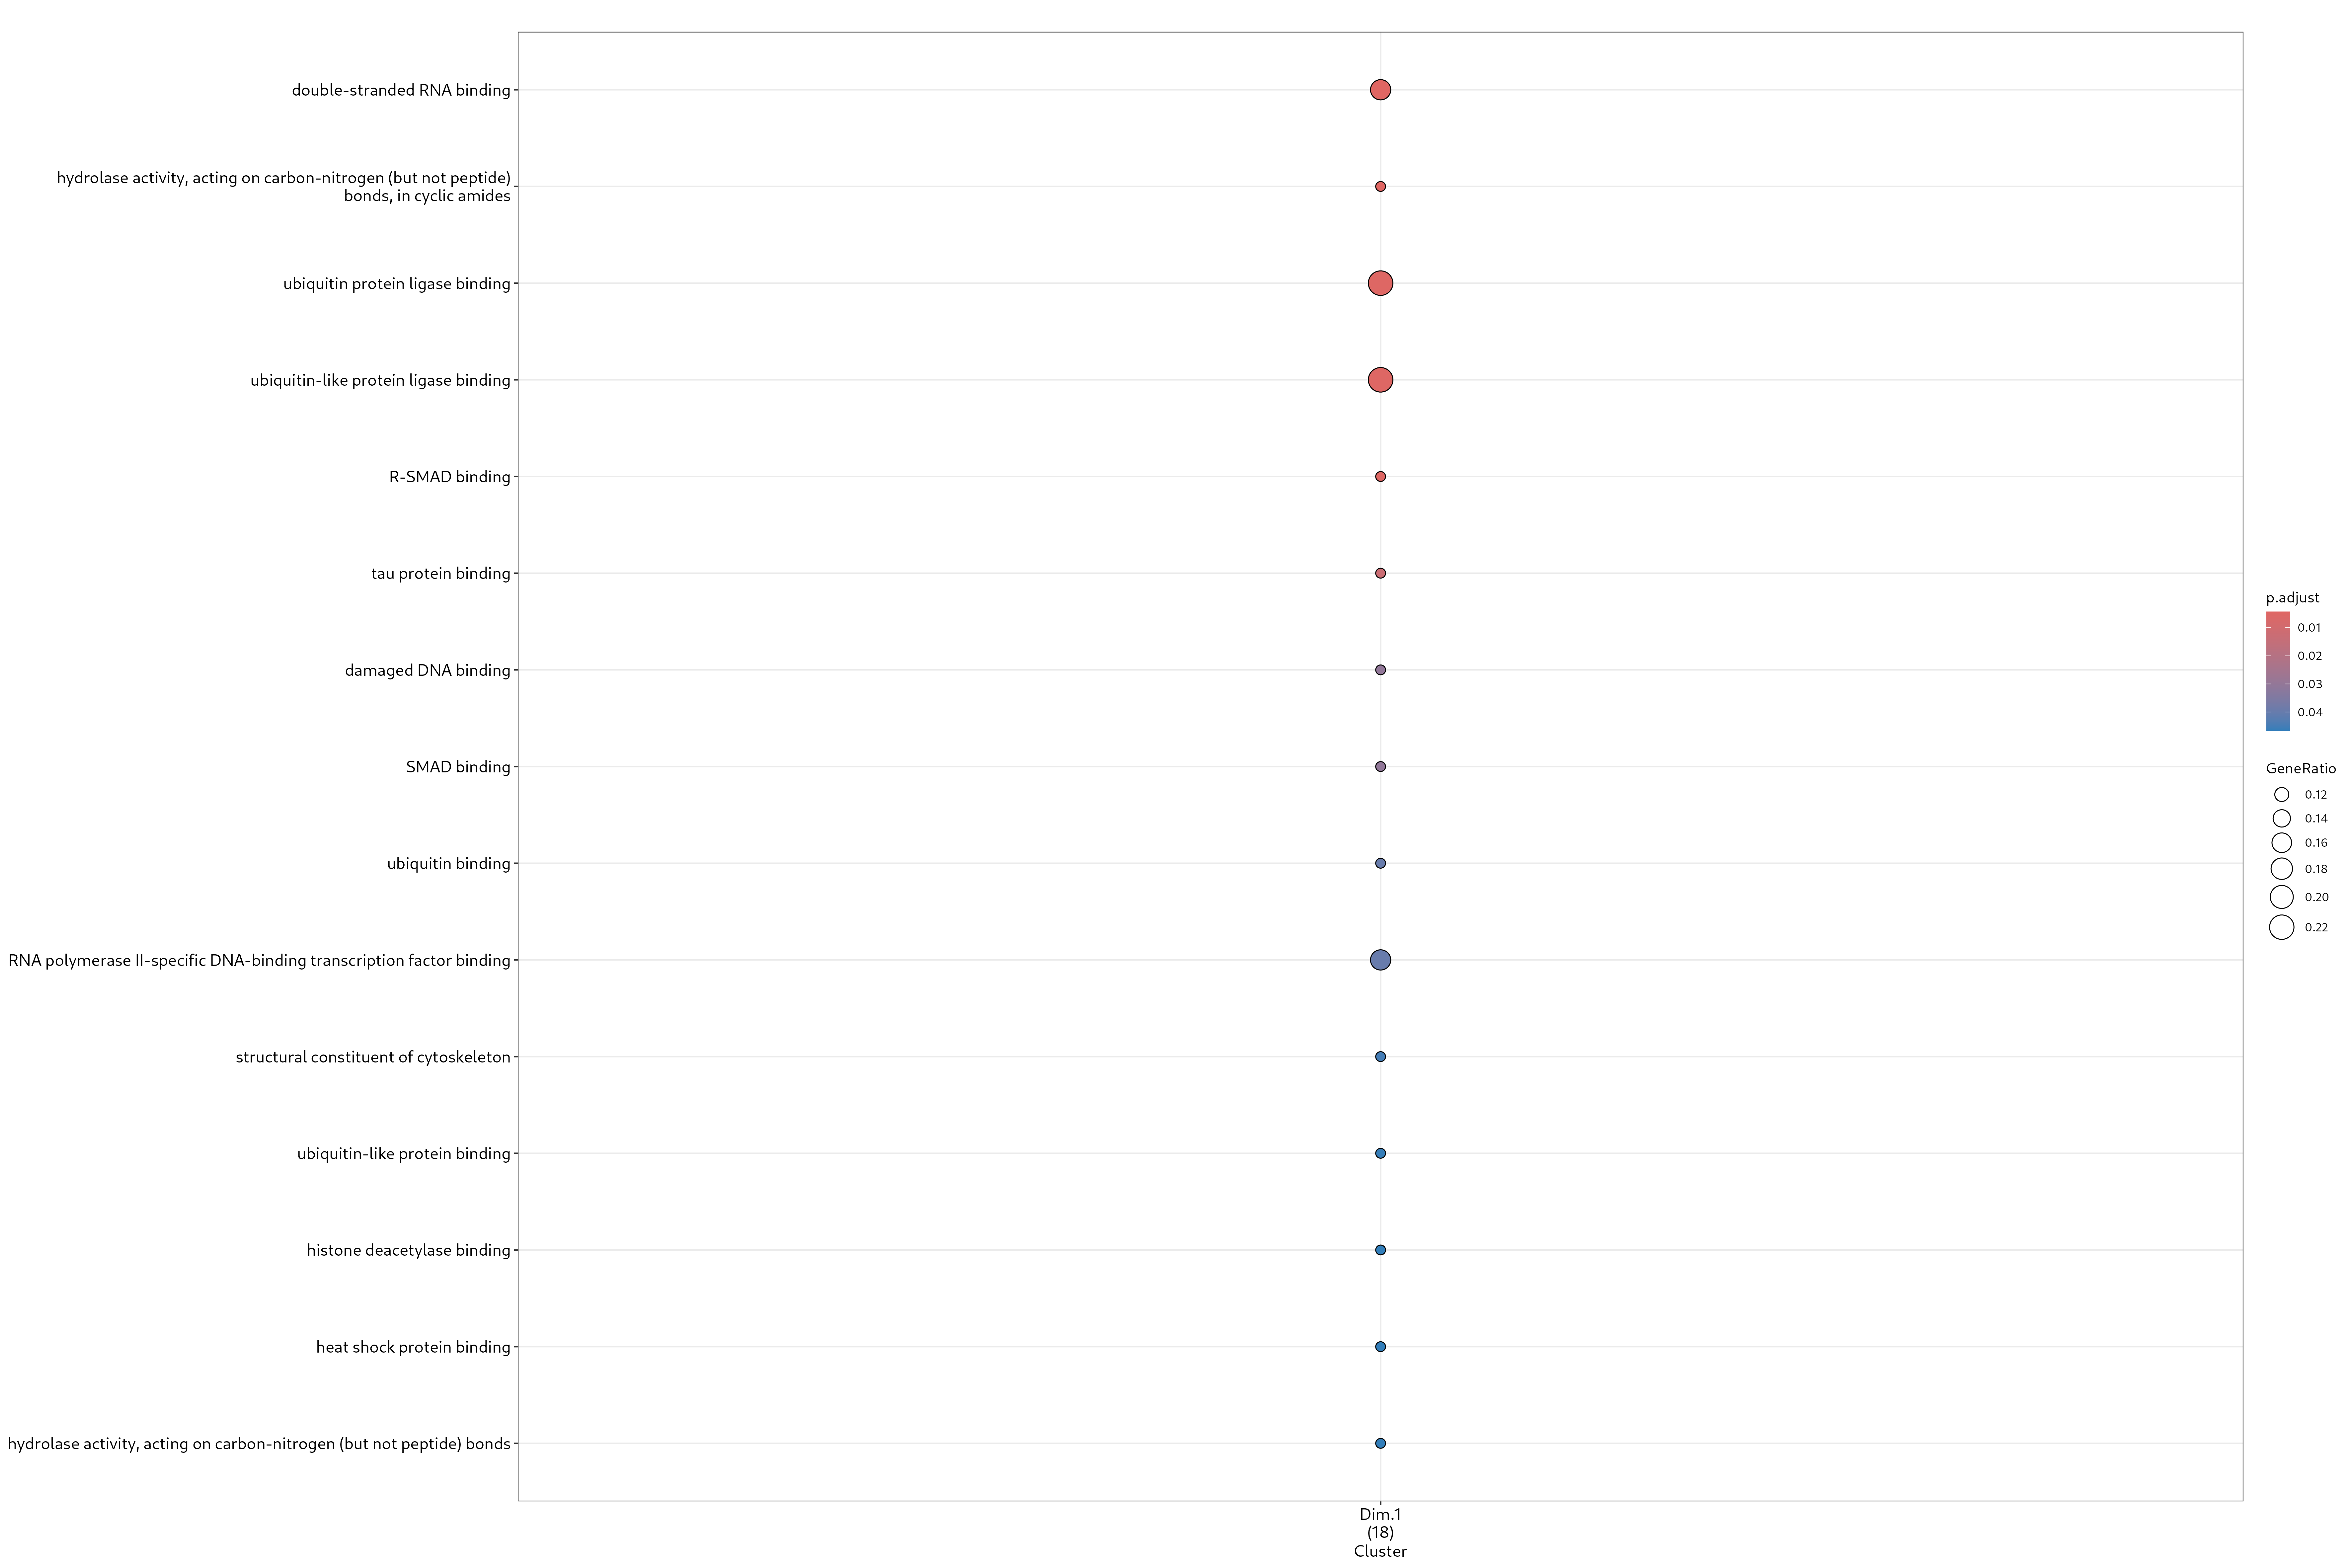 double-stranded RNA binding
hydrolase activity, acting on carbon-nitrogen (but not peptide)
bonds, in cyclic amides
ubiquitin protein ligase binding
ubiquitin-like protein ligase binding
R-SMAD binding
tau protein binding
damaged DNA binding
SMAD binding
ubiquitin binding
RNA polymerase II-specific DNA-binding transcription factor binding
structural constituent of cytoskeleton
ubiquitin-like protein binding
histone deacetylase binding
heat shock protein binding
hydrolase activity, acting on carbon-nitrogen (but not peptide) bonds
Dim.1
(18)
Cluster
p.adjust
0.01
0.02
0.03
0.04
GeneRatio
0.12
0.14
0.16
0.18
0.20
0.22